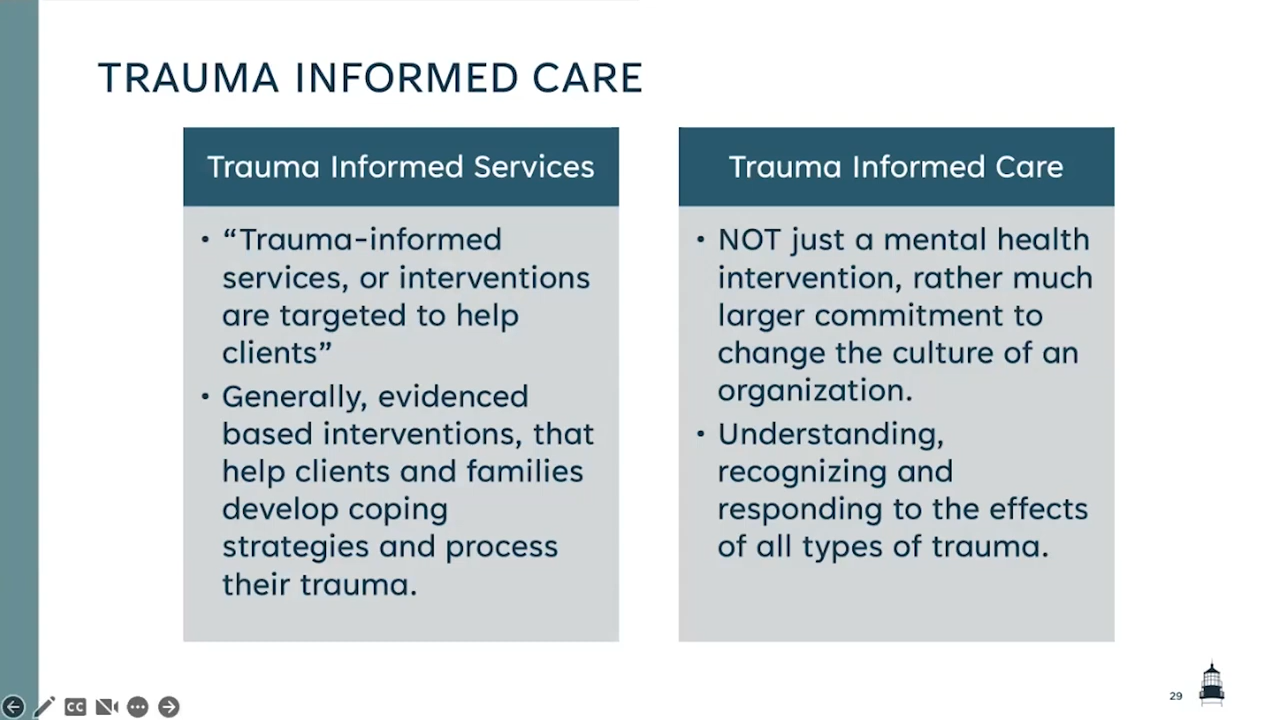 TRAUMA INFORMED CARE
Trauma Informed Services
• “Trauma-informed
services, or interventions
are targeted to help
clients”
• Generally, evidenced
based interventions, that
help clients and families
develop coping
strategies and process
their trauma.
Trauma Informed Care
• NOT just a mental health
intervention, rather much
larger commitment to
change the culture of an
organization.
• Understanding,
recognizing and
responding to the effects
of all types of trauma.
CC
29